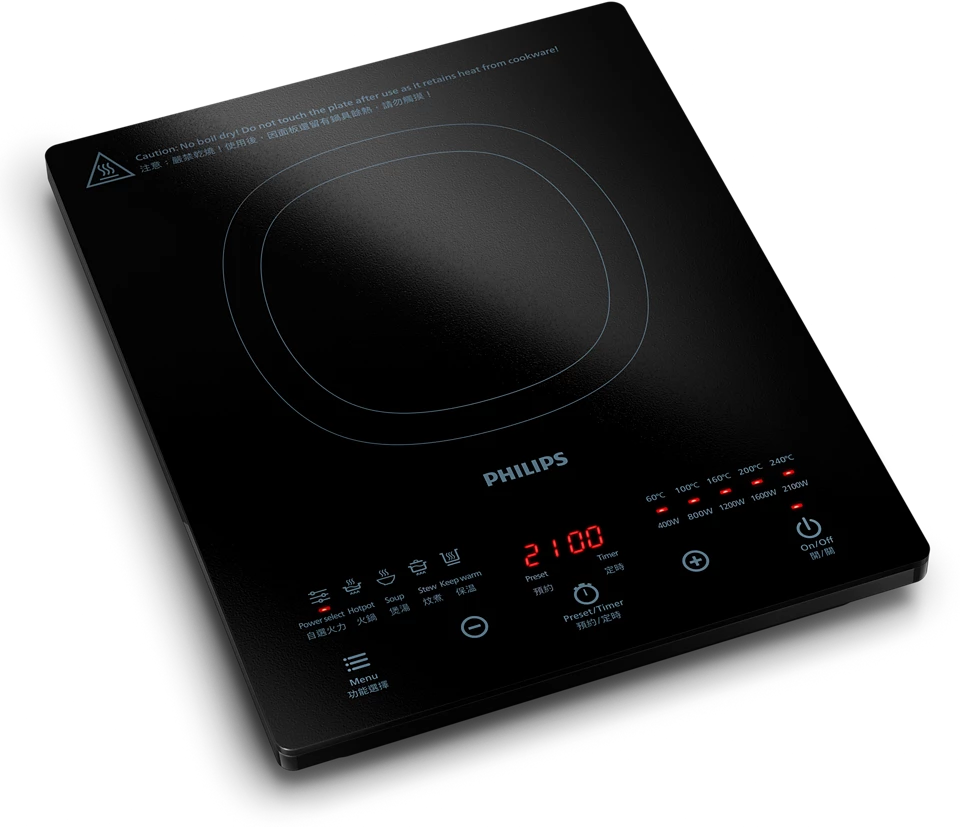 Caution: No boil dry! Do not touch the plate after use as it retains heat from cookware!
注意：嚴禁乾燒！使用後，因面板還留有鍋具餘熱，請勿觸摸！
PHILIPS
60°C 100°C 160°C 200°C 240°C
400W 800W 1200W 1600W 2100W
2100
Preset Timer
預約 定時
On/Off
開/關
Power select Hotpot Soup Stew Keep warm
自選火力 火鍋 煲湯 炆煮 保溫
Preset/Timer
預約/定時
Menu
功能選擇